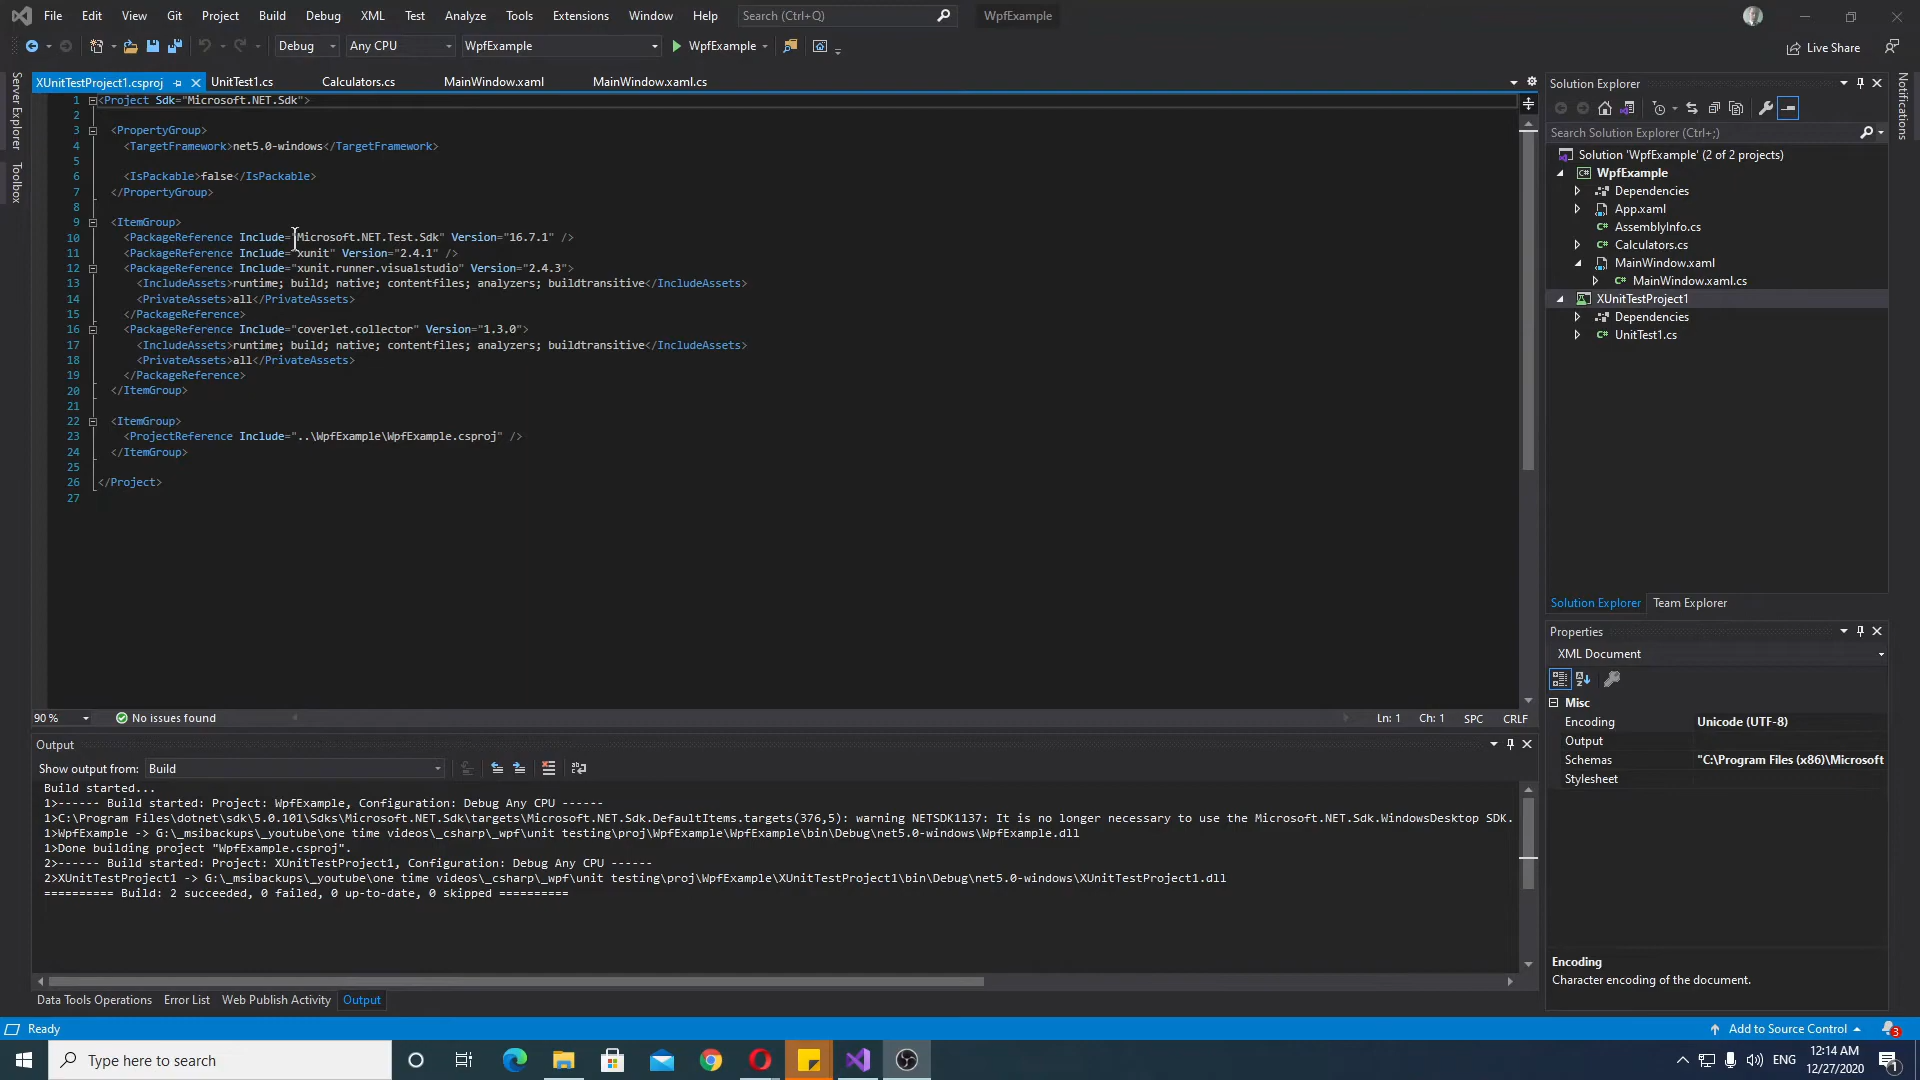 File Edit View Git Project Build Debug XML Test Analyze Tools Extensions Window Help Search (Ctrl+Q) WpfExample
Debug Any CPU WpfExample WpfExample Live Share
XUnitTestProject1.csproj UnitTest1.cs Calculators.cs MainWindow.xaml MainWindow.xaml.cs
Server Explorer
Toolbox
1 <Project Sdk="Microsoft.NET.Sdk">
2
3 <PropertyGroup>
4 <TargetFramework>net5.0-windows</TargetFramework>
5
6 <IsPackable>false</IsPackable>
7 </PropertyGroup>
8
9 <ItemGroup>
10 <PackageReference Include="Microsoft.NET.Test.Sdk" Version="16.7.1" />
11 <PackageReference Include="xunit" Version="2.4.1" />
12 <PackageReference Include="xunit.runner.visualstudio" Version="2.4.3">
13 <IncludeAssets>runtime; build; native; contentfiles; analyzers; buildtransitive</IncludeAssets>
14 <PrivateAssets>all</PrivateAssets>
15 </PackageReference>
16 <PackageReference Include="coverlet.collector" Version="1.3.0">
17 <IncludeAssets>runtime; build; native; contentfiles; analyzers; buildtransitive</IncludeAssets>
18 <PrivateAssets>all</PrivateAssets>
19 </PackageReference>
20 </ItemGroup>
21
22 <ItemGroup>
23 <ProjectReference Include="..\WpfExample\WpfExample.csproj" />
24 </ItemGroup>
25
26 </Project>
27
90 % No issues found Ln: 1 Ch: 1 SPC CRLF
Output
Show output from: Build
Build started...
1>------ Build started: Project: WpfExample, Configuration: Debug Any CPU ------
1>C:\Program Files\dotnet\sdk\5.0.101\Sdks\Microsoft.NET.Sdk\targets\Microsoft.NET.Sdk.DefaultItems.targets(376,5): warning NETSDK1137: It is no longer necessary to use the Microsoft.NET.Sdk.WindowsDesktop SDK.
1>WpfExample -> G:\_msibackups\_youtube\one time videos\_csharp\_wpf\unit testing\proj\WpfExample\WpfExample\bin\Debug\net5.0-windows\WpfExample.dll
1>Done building project "WpfExample.csproj".
2>------ Build started: Project: XUnitTestProject1, Configuration: Debug Any CPU ------
2>XUnitTestProject1 -> G:\_msibackups\_youtube\one time videos\_csharp\_wpf\unit testing\proj\WpfExample\XUnitTestProject1\bin\Debug\net5.0-windows\XUnitTestProject1.dll
========== Build: 2 succeeded, 0 failed, 0 up-to-date, 0 skipped ==========
Data Tools Operations Error List Web Publish Activity Output
Solution Explorer
Search Solution Explorer (Ctrl+;)
Solution 'WpfExample' (2 of 2 projects)
WpfExample
Dependencies
App.xaml
AssemblyInfo.cs
Calculators.cs
MainWindow.xaml
MainWindow.xaml.cs
XUnitTestProject1
Dependencies
UnitTest1.cs
Solution Explorer Team Explorer
Properties
XML Document
Misc
Encoding Unicode (UTF-8)
Output
Schemas "C:\Program Files (x86)\Microsoft
Stylesheet
Encoding
Character encoding of the document.
Notifications
Ready Add to Source Control 3
Type here to search ENG 12:14 AM
12/27/2020 1